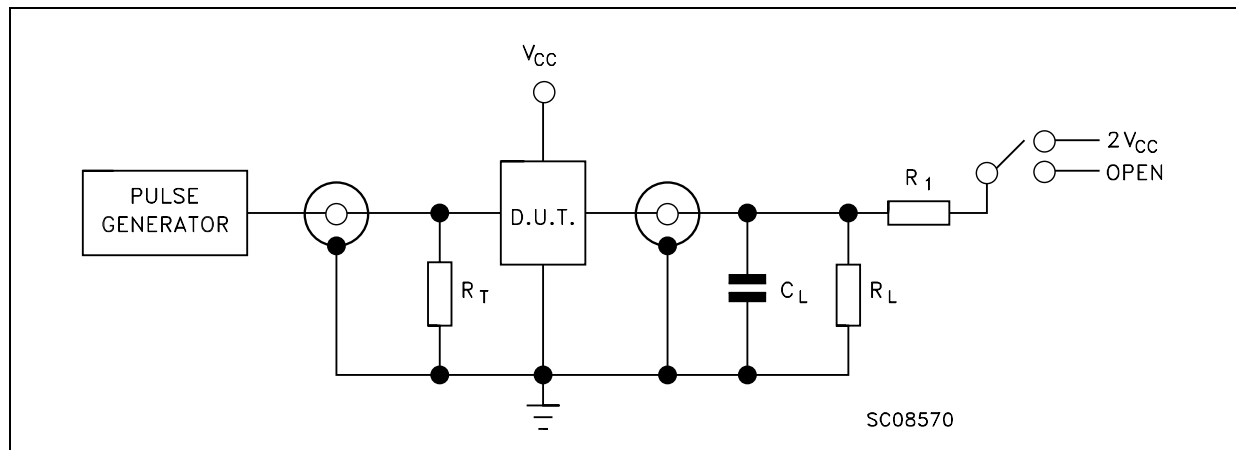 VCC
2VCC
OPEN
R1
PULSE
GENERATOR
D.U.T.
RT
CL
RL
SC08570